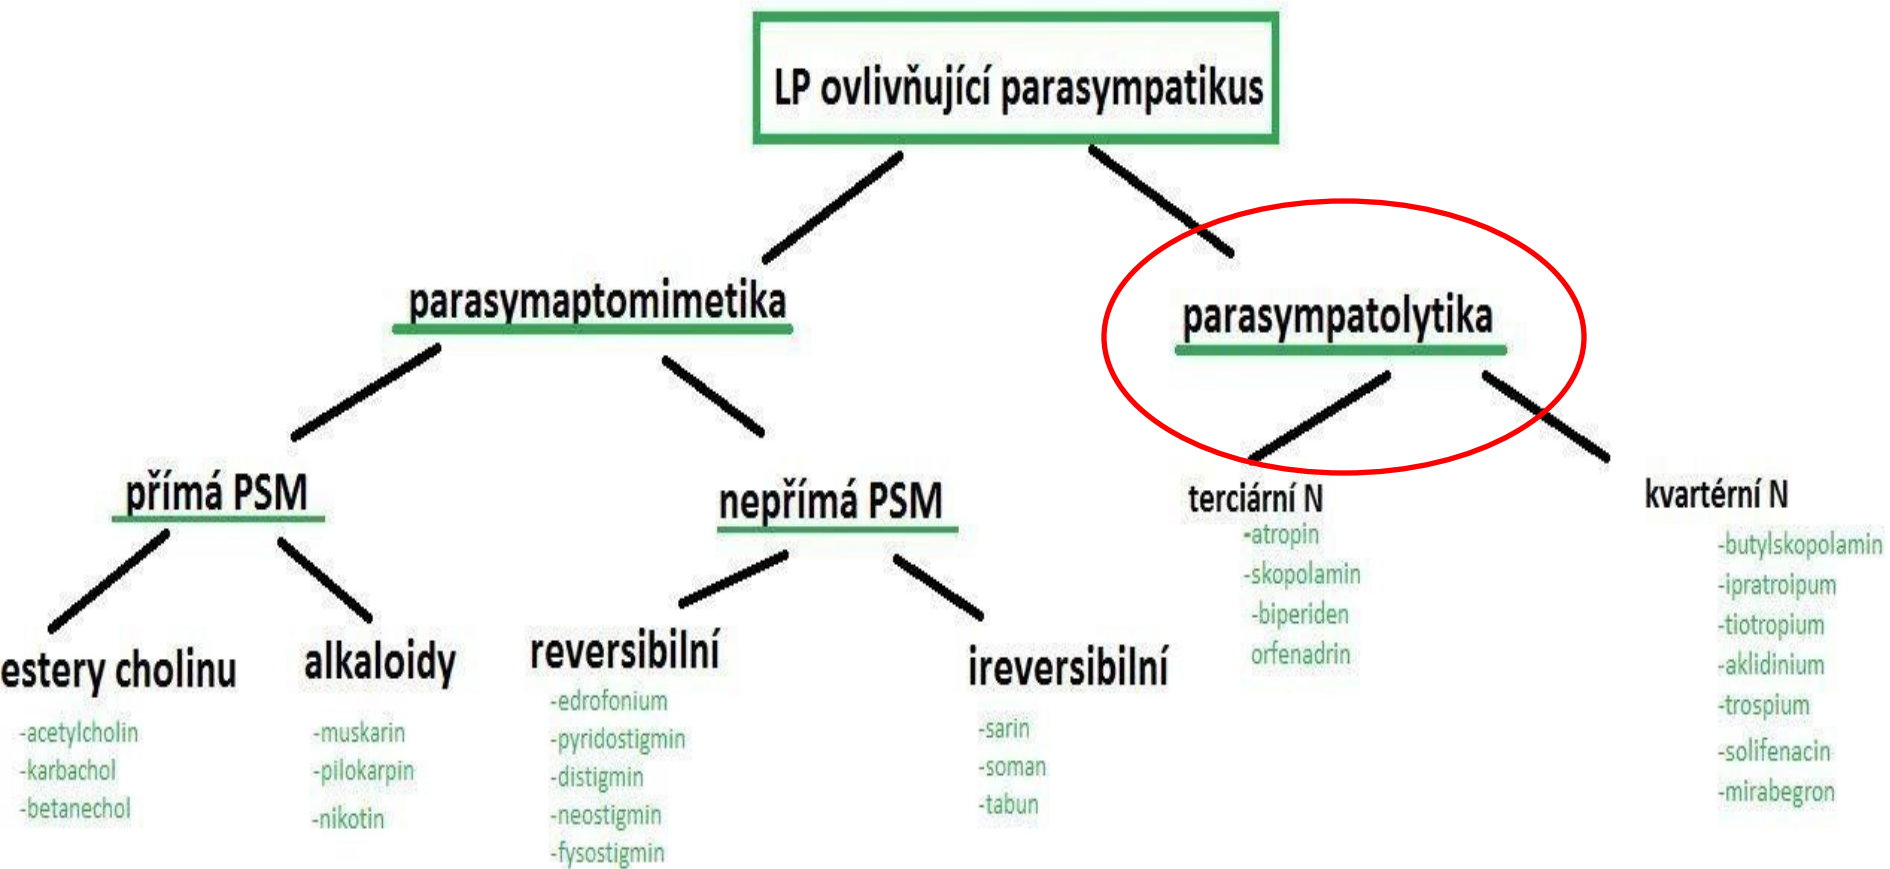 LP ovlivňující parasympatikus
parasymaptomimetika
parasympatolytika
přímá PSM
nepřímá PSM
terciární N
-atropin
-skopolamin
-biperiden
orfenadrin
kvartérní N
-butylskopolamin
-ipratroipum
-tiotropium
-aklidinium
-trospium
-solifenacin
-mirabegron
estery cholinu
-acetylcholin
-karbachol
-betanechol
alkaloidy
-muskarin
-pilokarpin
-nikotin
reversibilní
-edrofonium
-pyridostigmin
-distigmin
-neostigmin
-fysostigmin
ireversibilní
-sarin
-soman
-tabun